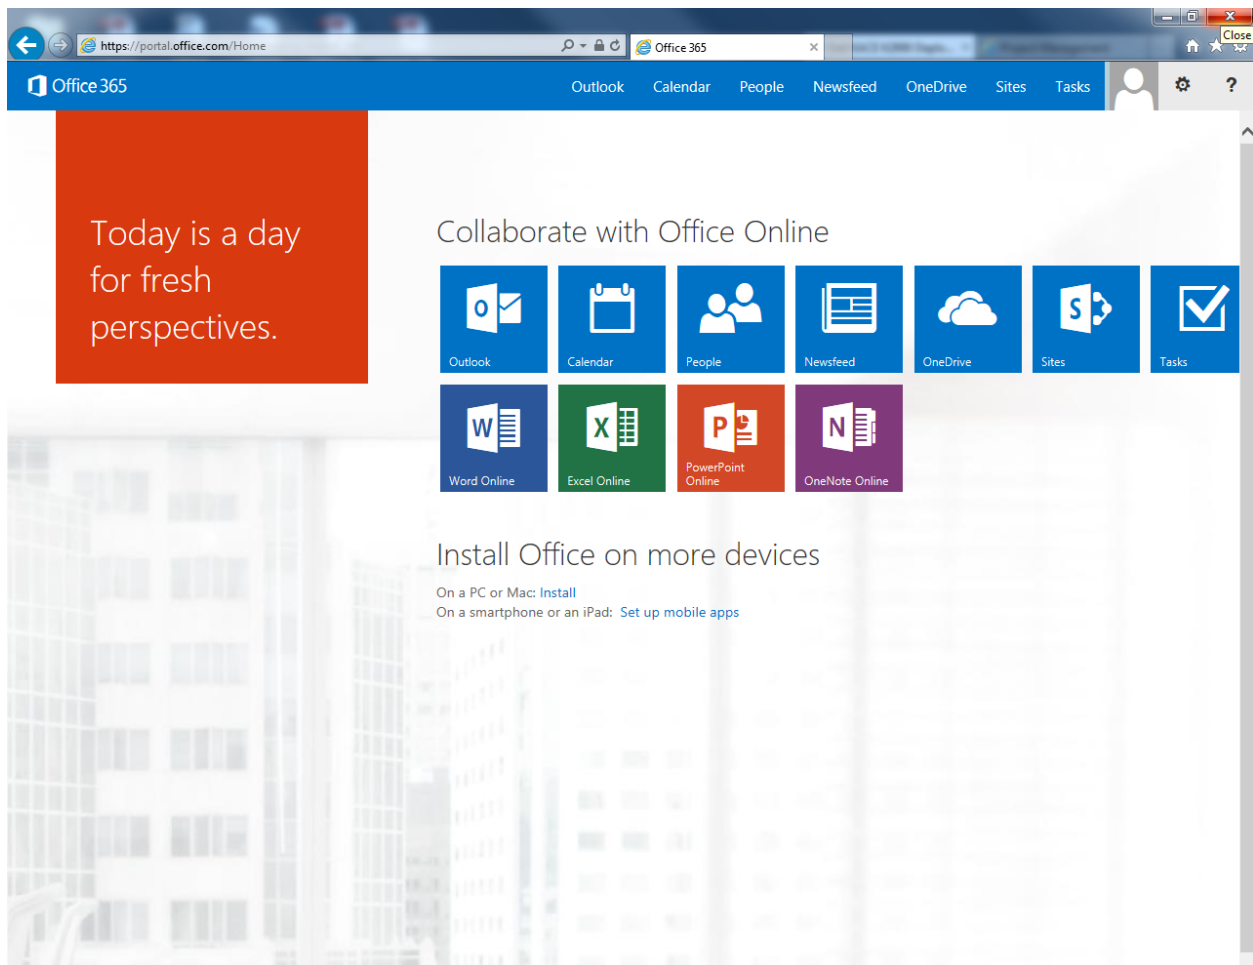 https://portal.office.com/Home
Office 365
Close
Office 365
Outlook Calendar People Newsfeed OneDrive Sites Tasks ?
Today is a day
for fresh
perspectives.
Collaborate with Office Online
Outlook Calendar People Newsfeed OneDrive Sites Tasks
Word Online Excel Online PowerPoint
Online OneNote Online
Install Office on more devices
On a PC or Mac: Install
On a smartphone or an iPad: Set up mobile apps